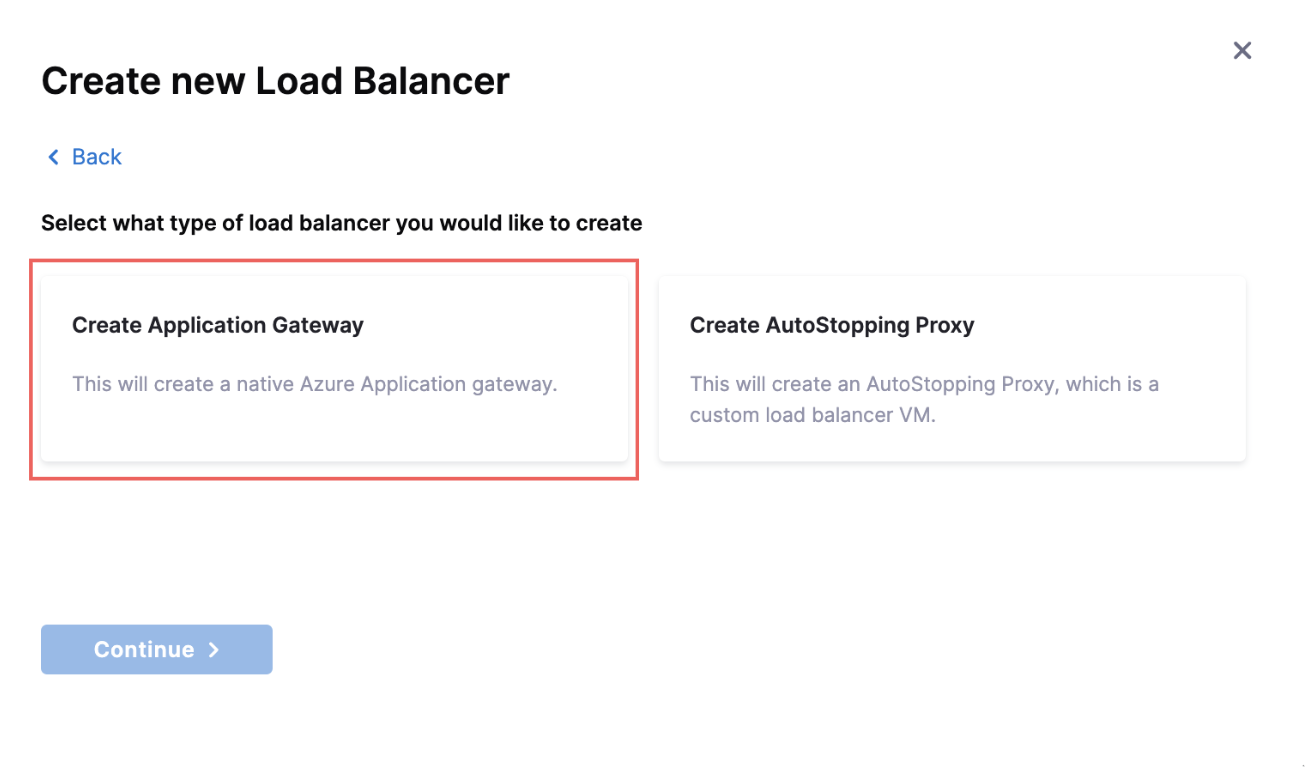 Create new Load Balancer
Back
Select what type of load balancer you would like to create
Create Application Gateway
This will create a native Azure Application gateway.
Create AutoStopping Proxy
This will create an AutoStopping Proxy, which is a
custom load balancer VM.
Continue